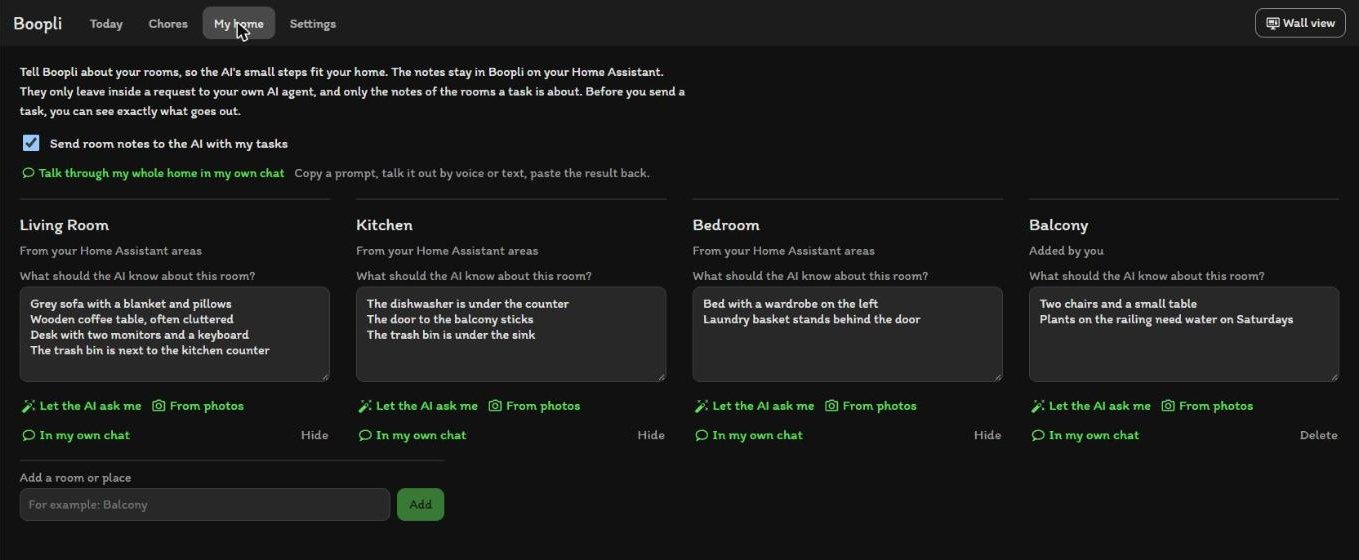 Boopli Today Chores My home Settings Wall view
Tell Boopli about your rooms, so the AI's small steps fit your home. The notes stay in Boopli on your Home Assistant.
They only leave inside a request to your own AI agent, and only the notes of the rooms a task is about. Before you send a
task, you can see exactly what goes out.
Send room notes to the AI with my tasks
Talk through my whole home in my own chat Copy a prompt, talk it out by voice or text, paste the result back.
Living Room
From your Home Assistant areas
What should the AI know about this room?
Grey sofa with a blanket and pillows
Wooden coffee table, often cluttered
Desk with two monitors and a keyboard
The trash bin is next to the kitchen counter
Let the AI ask me From photos
In my own chat Hide
Kitchen
From your Home Assistant areas
What should the AI know about this room?
The dishwasher is under the counter
The door to the balcony sticks
The trash bin is under the sink
Let the AI ask me From photos
In my own chat Hide
Bedroom
From your Home Assistant areas
What should the AI know about this room?
Bed with a wardrobe on the left
Laundry basket stands behind the door
Let the AI ask me From photos
In my own chat Hide
Balcony
Added by you
What should the AI know about this room?
Two chairs and a small table
Plants on the railing need water on Saturdays
Let the AI ask me From photos
In my own chat Delete
Add a room or place
For example: Balcony Add